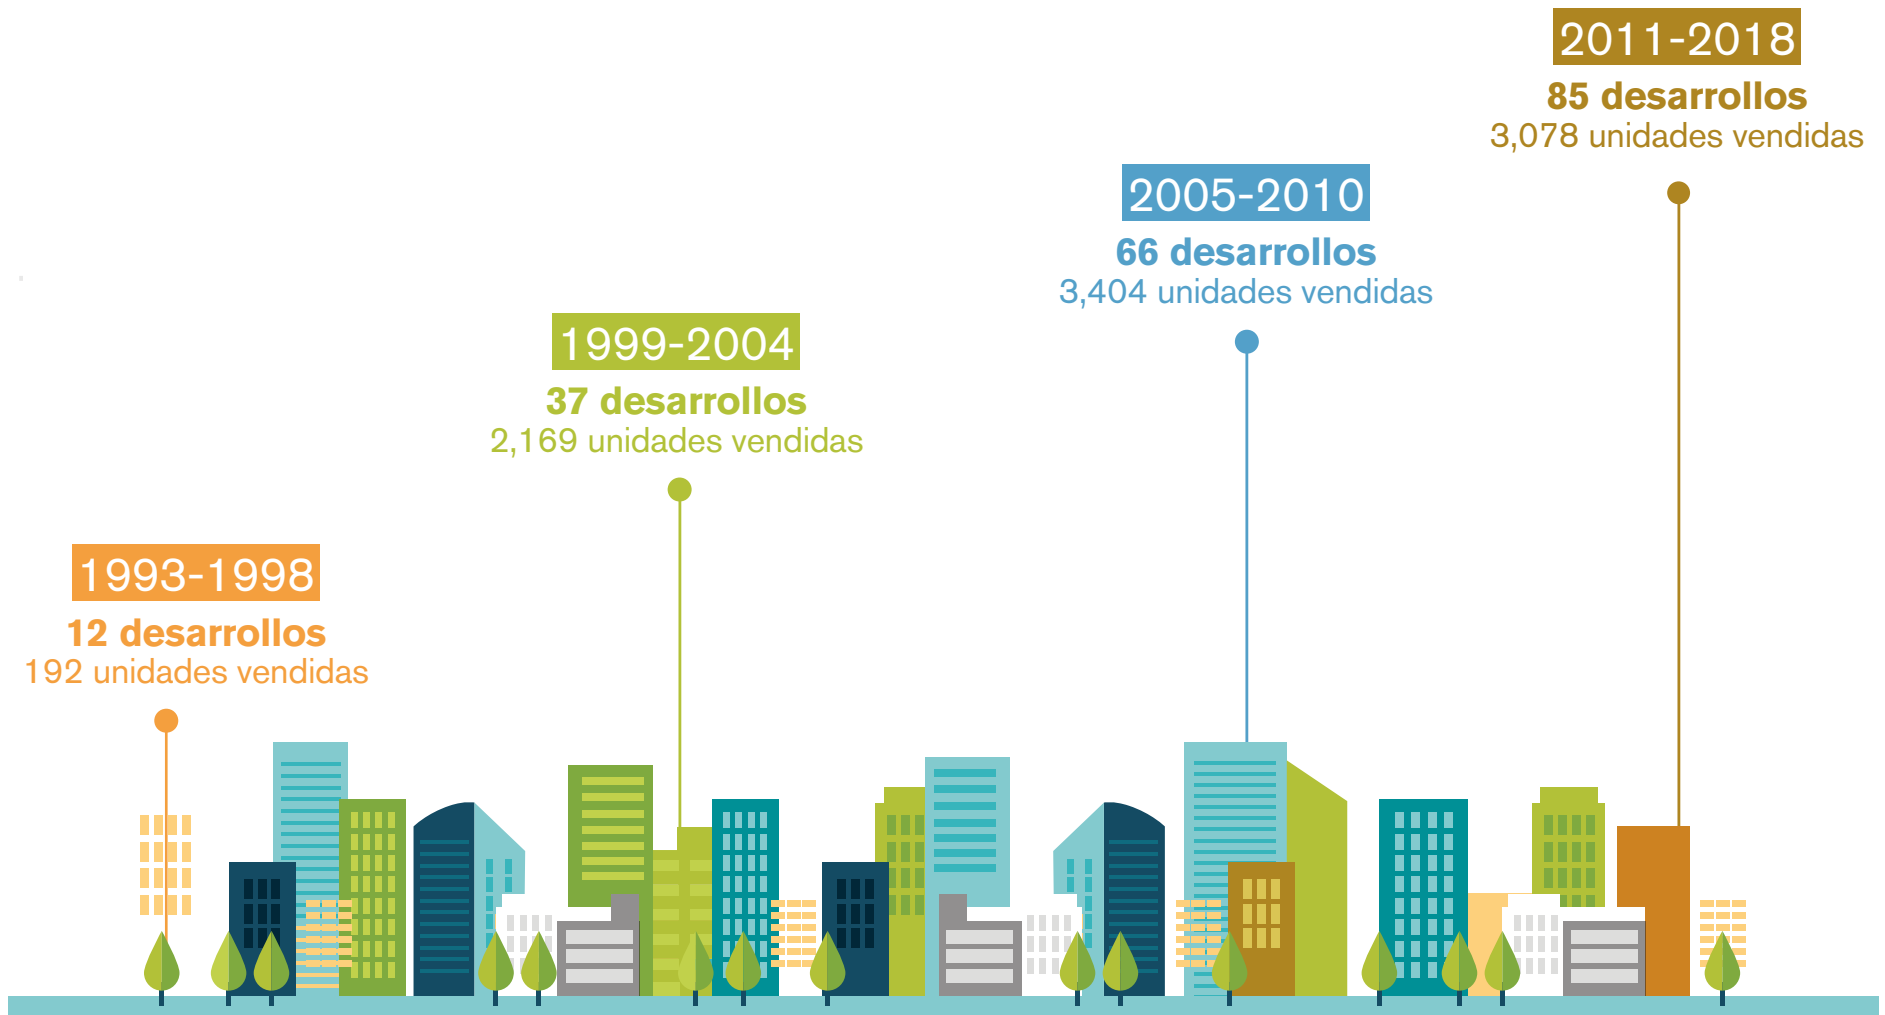 1993-1998
12 desarrollos
192 unidades vendidas
1999-2004
37 desarrollos
2,169 unidades vendidas
2005-2010
66 desarrollos
3,404 unidades vendidas
2011-2018
85 desarrollos
3,078 unidades vendidas